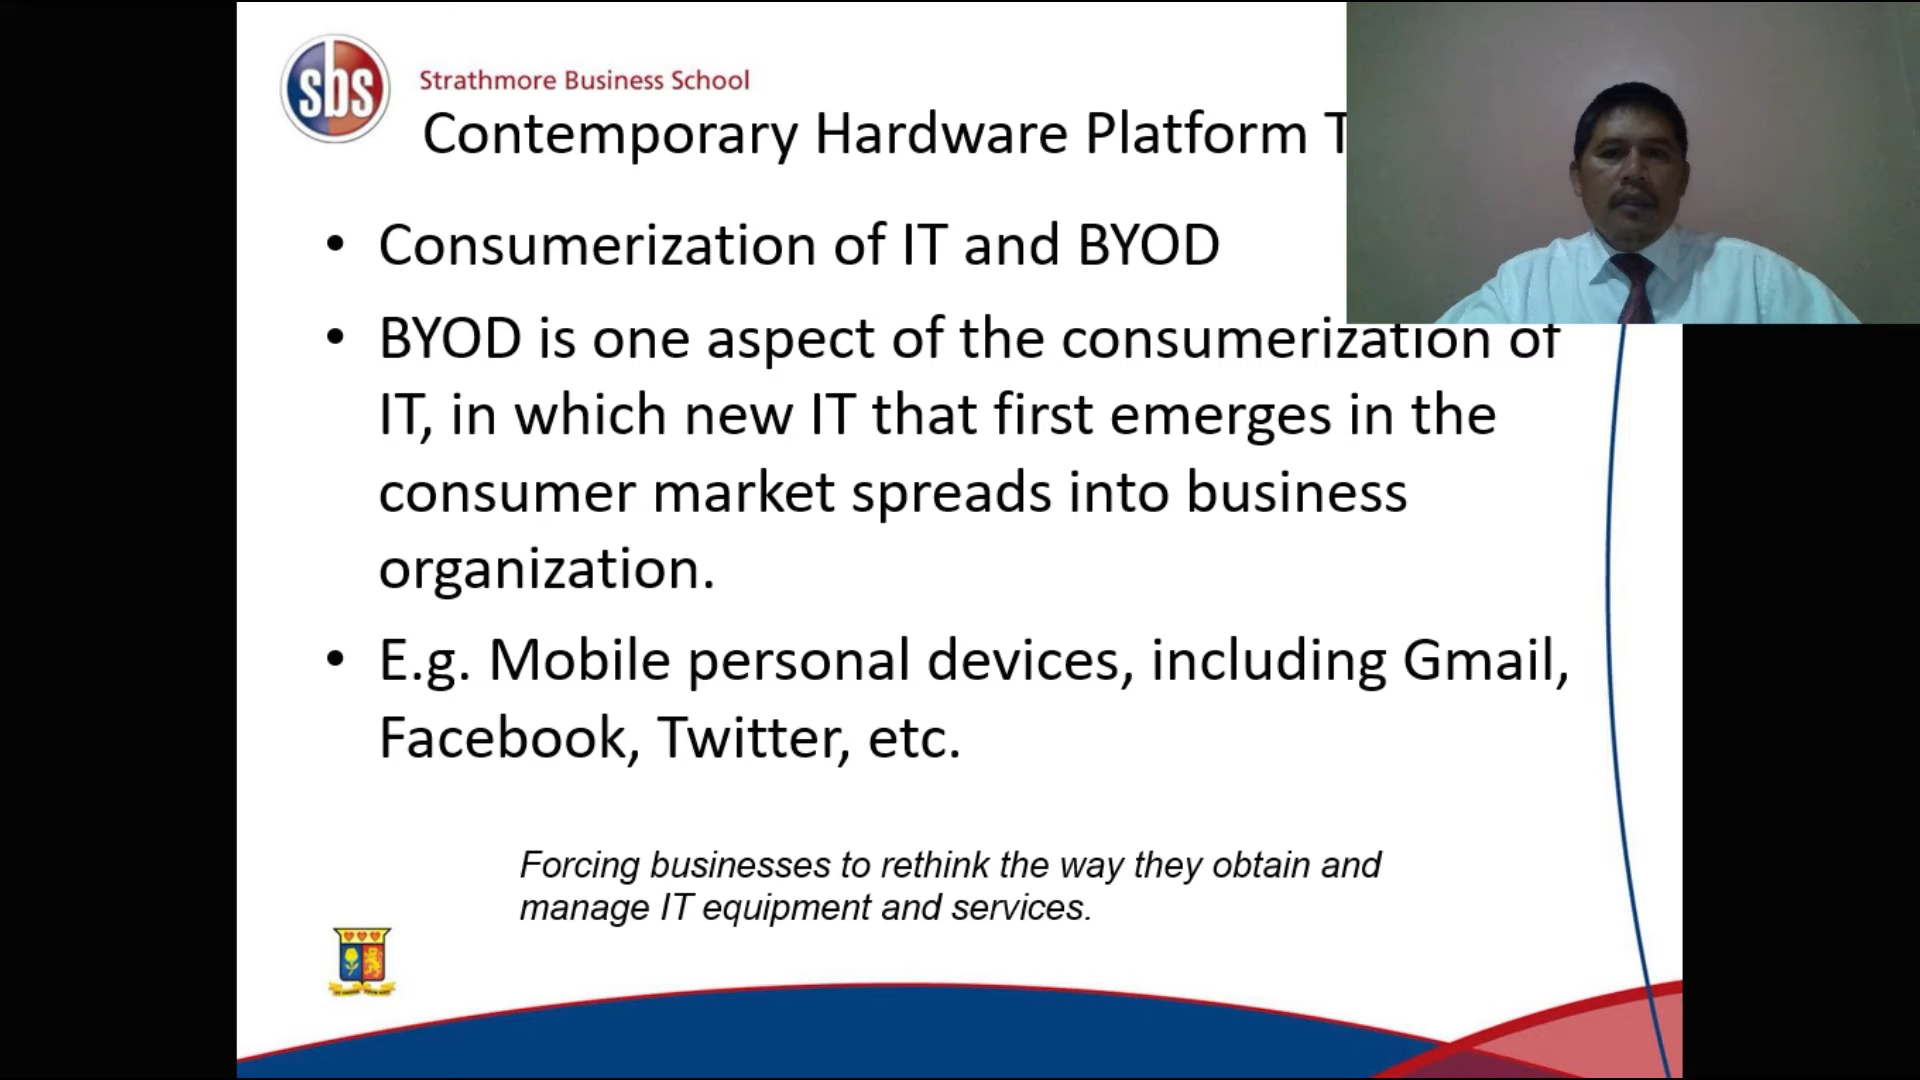 sbs
Strathmore Business School
Contemporary Hardware Platform
• Consumerization of IT and BYOD
• BYOD is one aspect of the consumerization of
IT, in which new IT that first emerges in the
consumer market spreads into business
organization.
• E.g. Mobile personal devices, including Gmail,
Facebook, Twitter, etc.
Forcing businesses to rethink the way they obtain and
manage IT equipment and services.